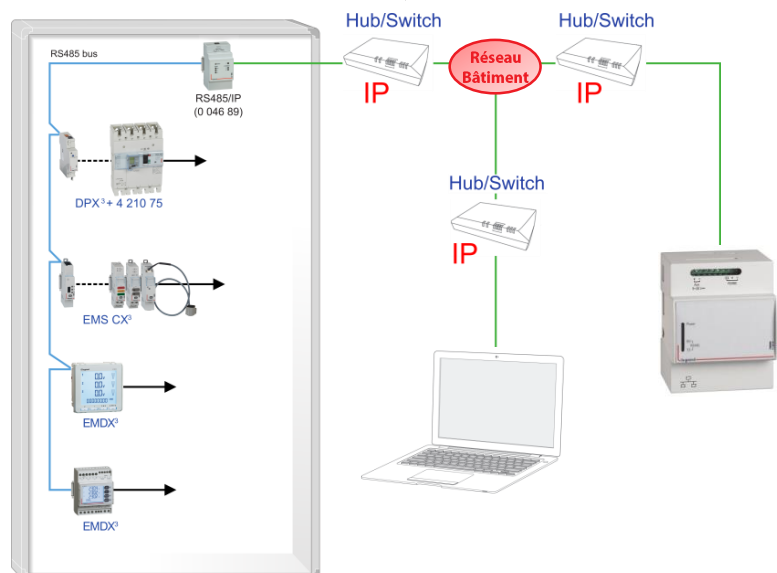 Hub/Switch
Hub/Switch
RS485 bus
Réseau
Bâtiment
IP
IP
RS485/IP
(0 046 89)
Hub/Switch
DPX³ + 4 210 75
IP
EMS CX³
Power
EMDX³
EMDX³